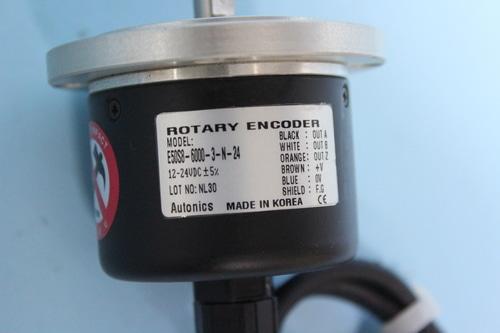 ROTARY ENCODER
MODEL:
E50S8-6000-3-N-24
12-24VDC ±5%
LOT NO: NL30
BLACK : OUT A
WHITE : OUT B
ORANGE: OUT Z
BROWN : +V
BLUE : 0V
SHIELD : F.G
Autonics MADE IN KOREA CE